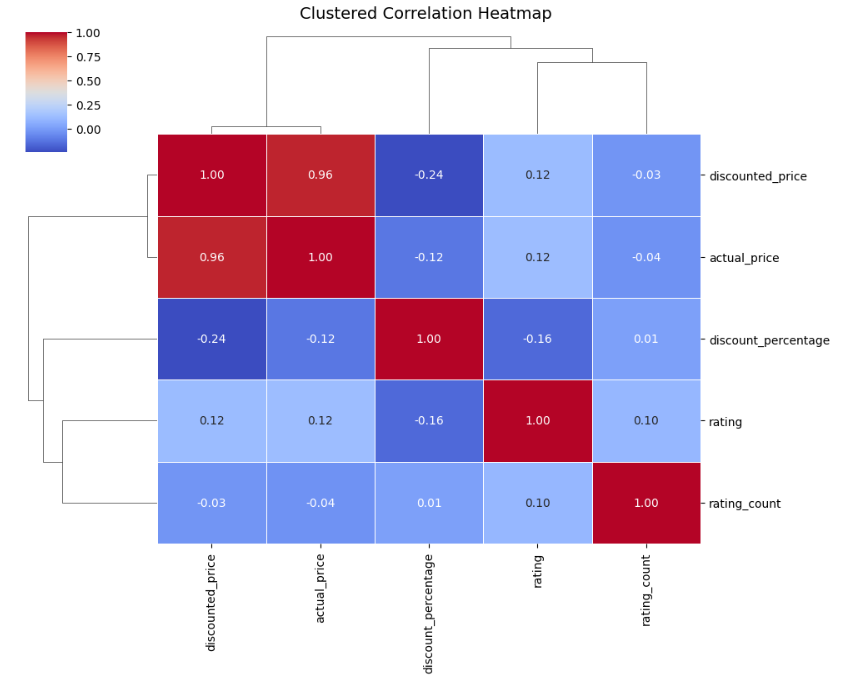 Clustered Correlation Heatmap
1.00
0.75
0.50
0.25
0.00
1.00 0.96 -0.24 0.12 -0.03 discounted_price
0.96 1.00 -0.12 0.12 -0.04 actual_price
-0.24 -0.12 1.00 -0.16 0.01 discount_percentage
0.12 0.12 -0.16 1.00 0.10 rating
-0.03 -0.04 0.01 0.10 1.00 rating_count
discounted_price
actual_price
discount_percentage
rating
rating_count